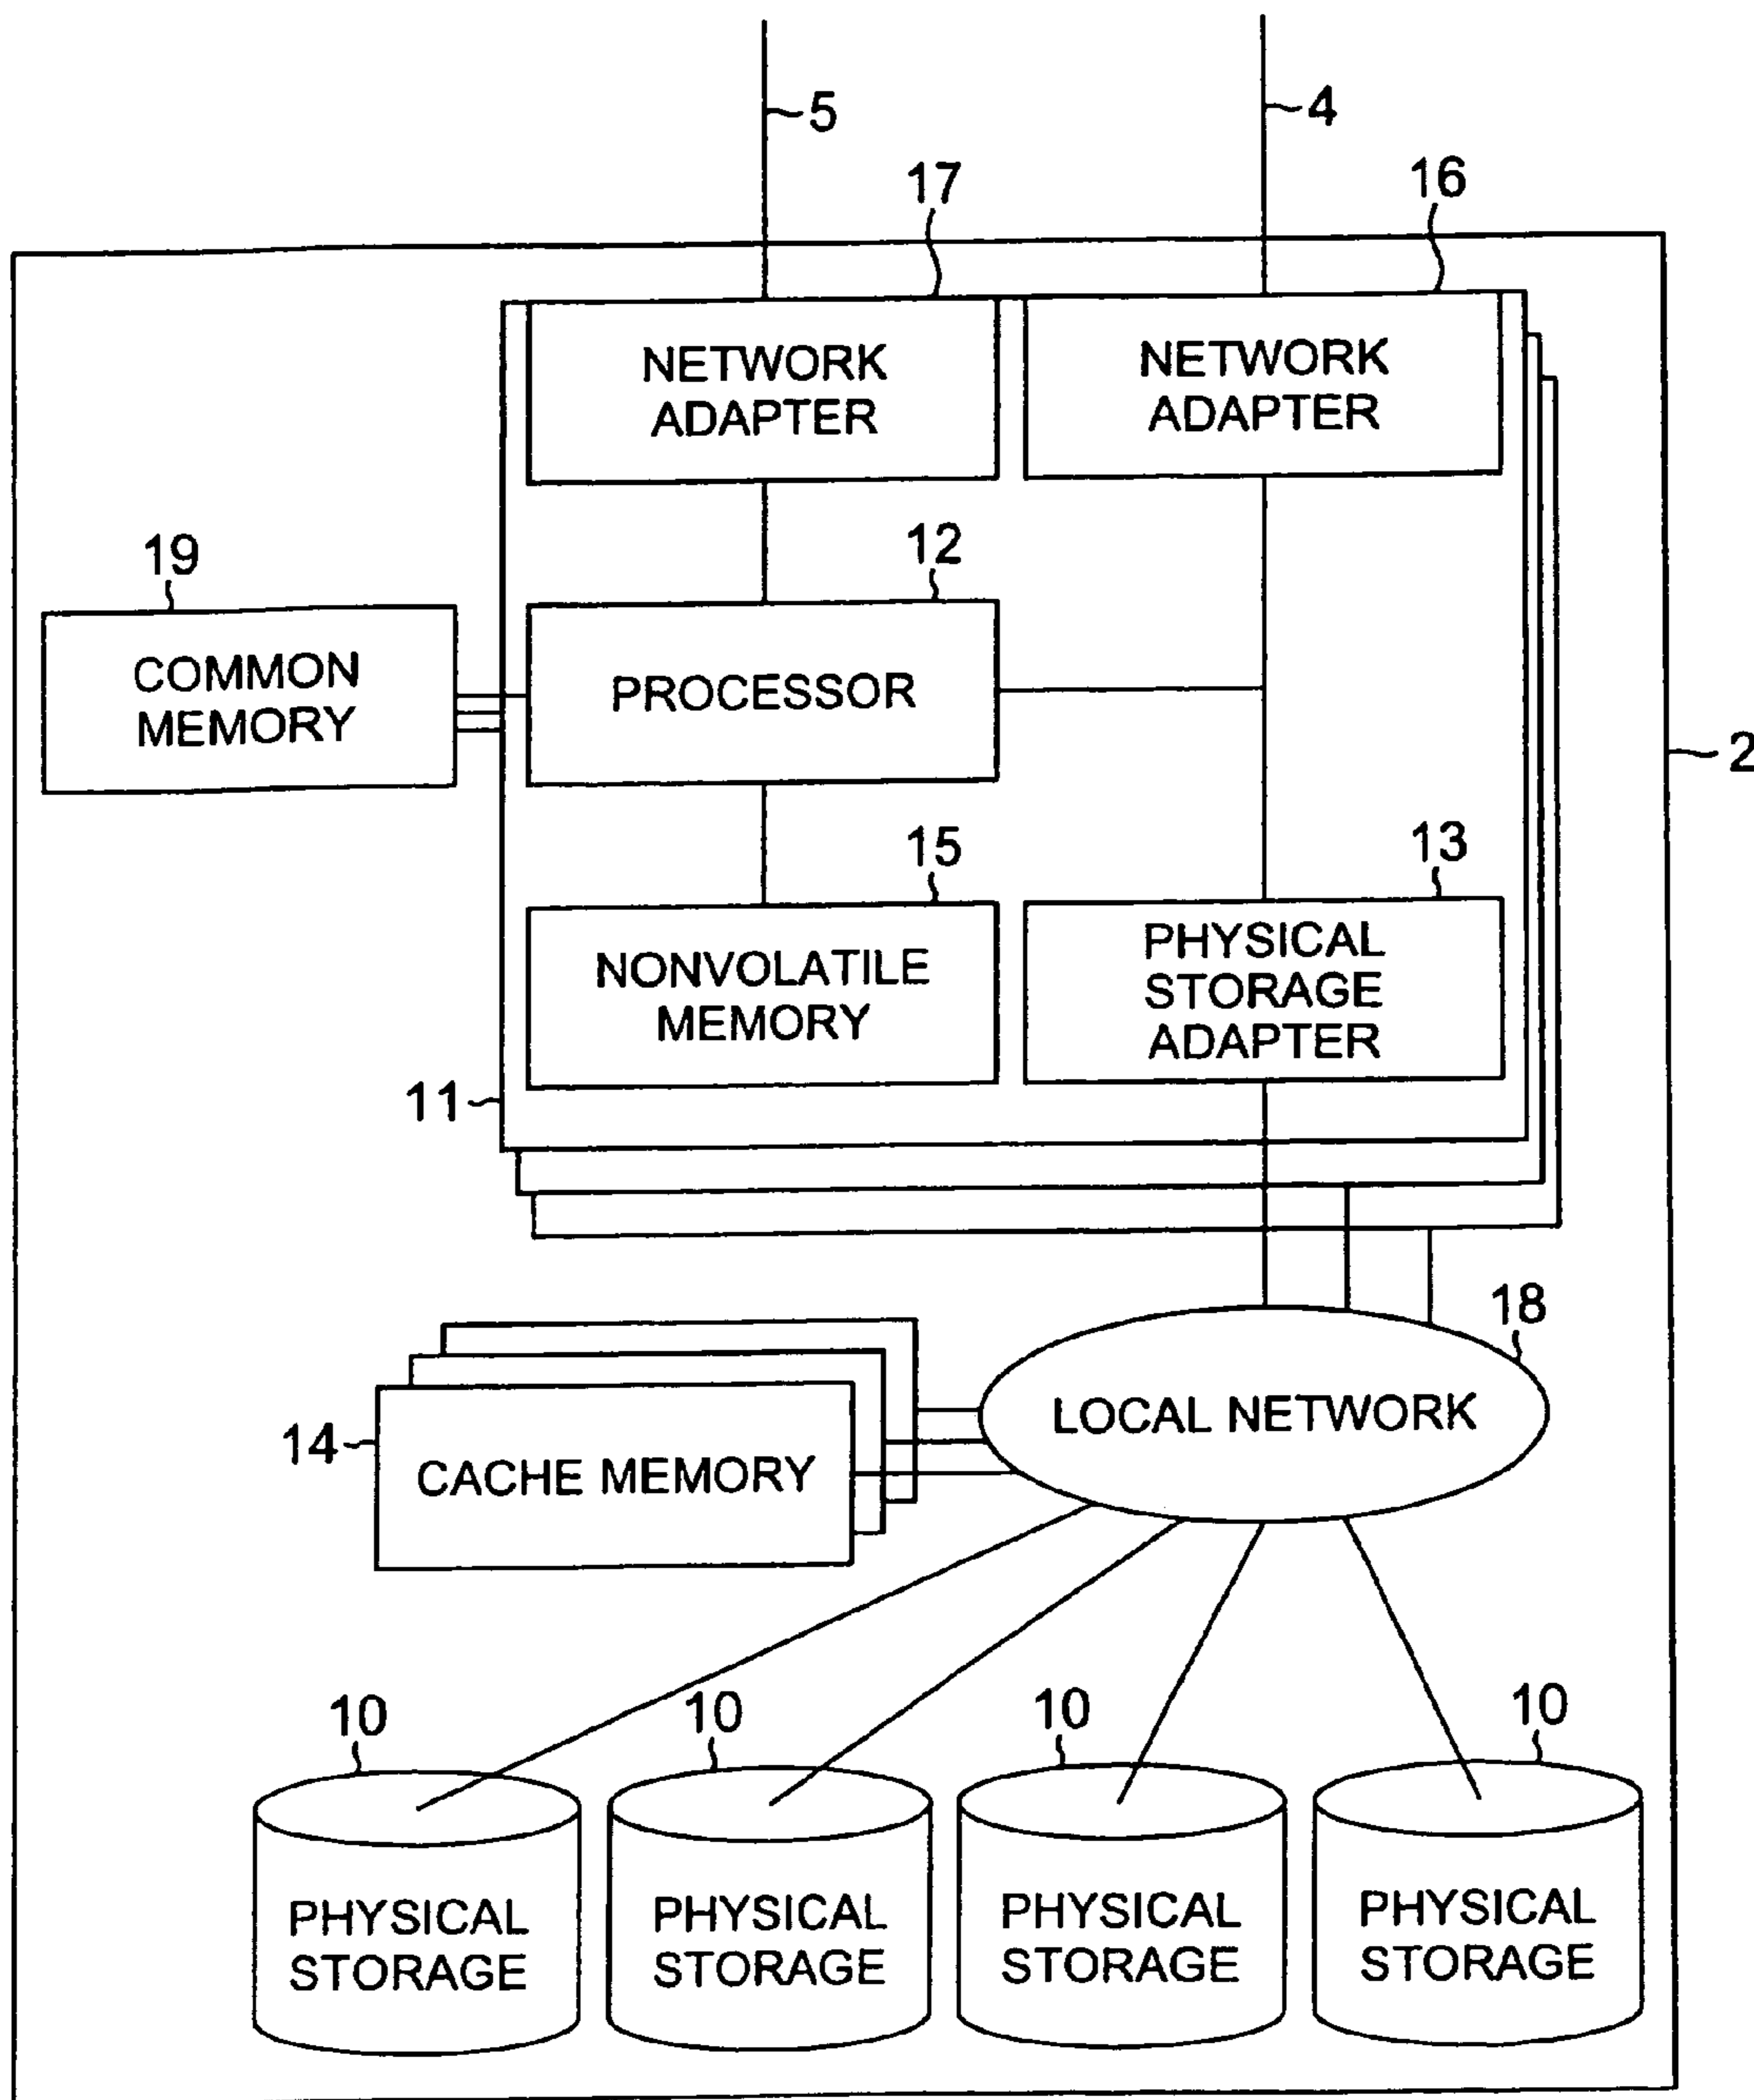 5
4
17
16
NETWORK
ADAPTER
NETWORK
ADAPTER
19
12
COMMON
MEMORY
PROCESSOR
2
15
13
NONVOLATILE
MEMORY
PHYSICAL
STORAGE
ADAPTER
11
18
LOCAL NETWORK
14
CACHE MEMORY
10
10
10
10
PHYSICAL
STORAGE
PHYSICAL
STORAGE
PHYSICAL
STORAGE
PHYSICAL
STORAGE